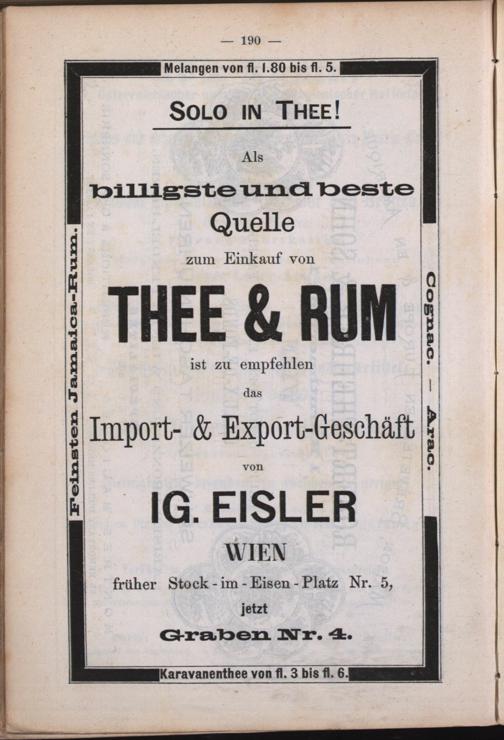 — 190 —
Melangen von fl. 1.80 bis fl. 5.
SOLO IN THEE!
Als
billigste und beste
Quelle
zum Einkauf von
THEE & RUM
ist zu empfehlen
das
Import- & Export-Geschäft
von
IG. EISLER
WIEN
früher Stock-im-Eisen-Platz Nr. 5,
jetzt
Graben Nr. 4.
Karavanenthee von fl. 3 bis fl. 6.
Feinsten Jamaica-Rum.
Cognac. — Arac.